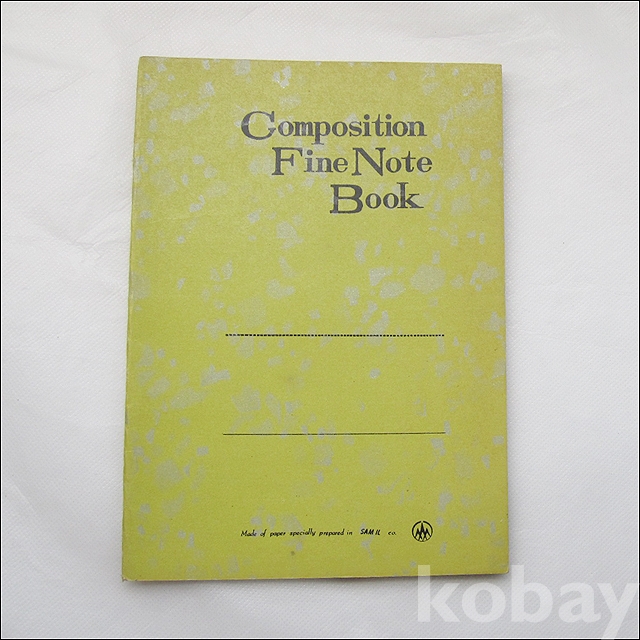 Composition
Fine Note
Book
Made of paper specially prepared in SAM IL co.
kobay